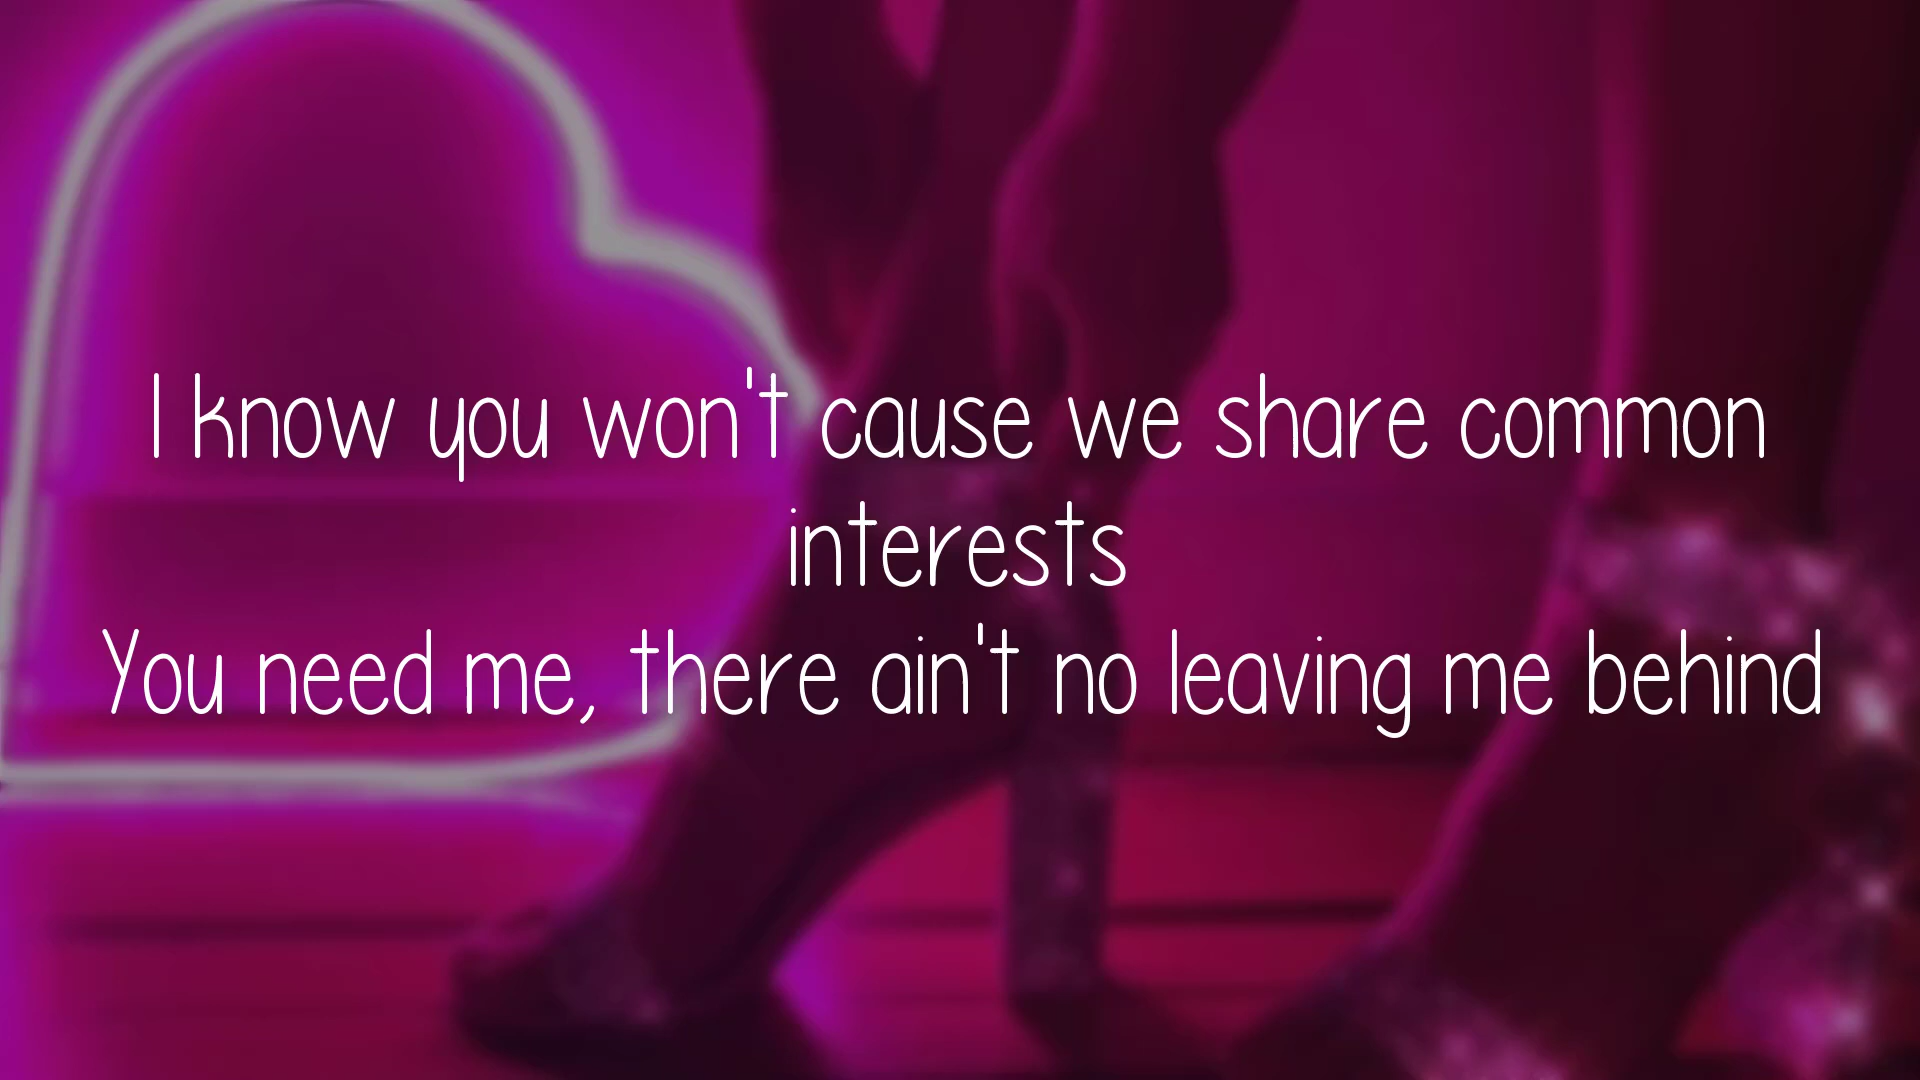 I know you won't cause we share common
interests
You need me, there ain't no leaving me behind